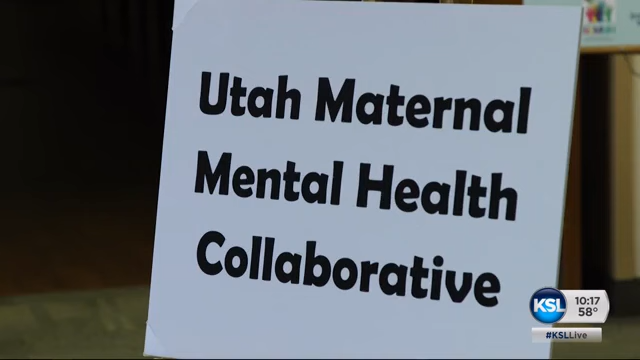 Utah Maternal
Mental Health
Collaborative
KSL
10:17
58°
#KSLLive